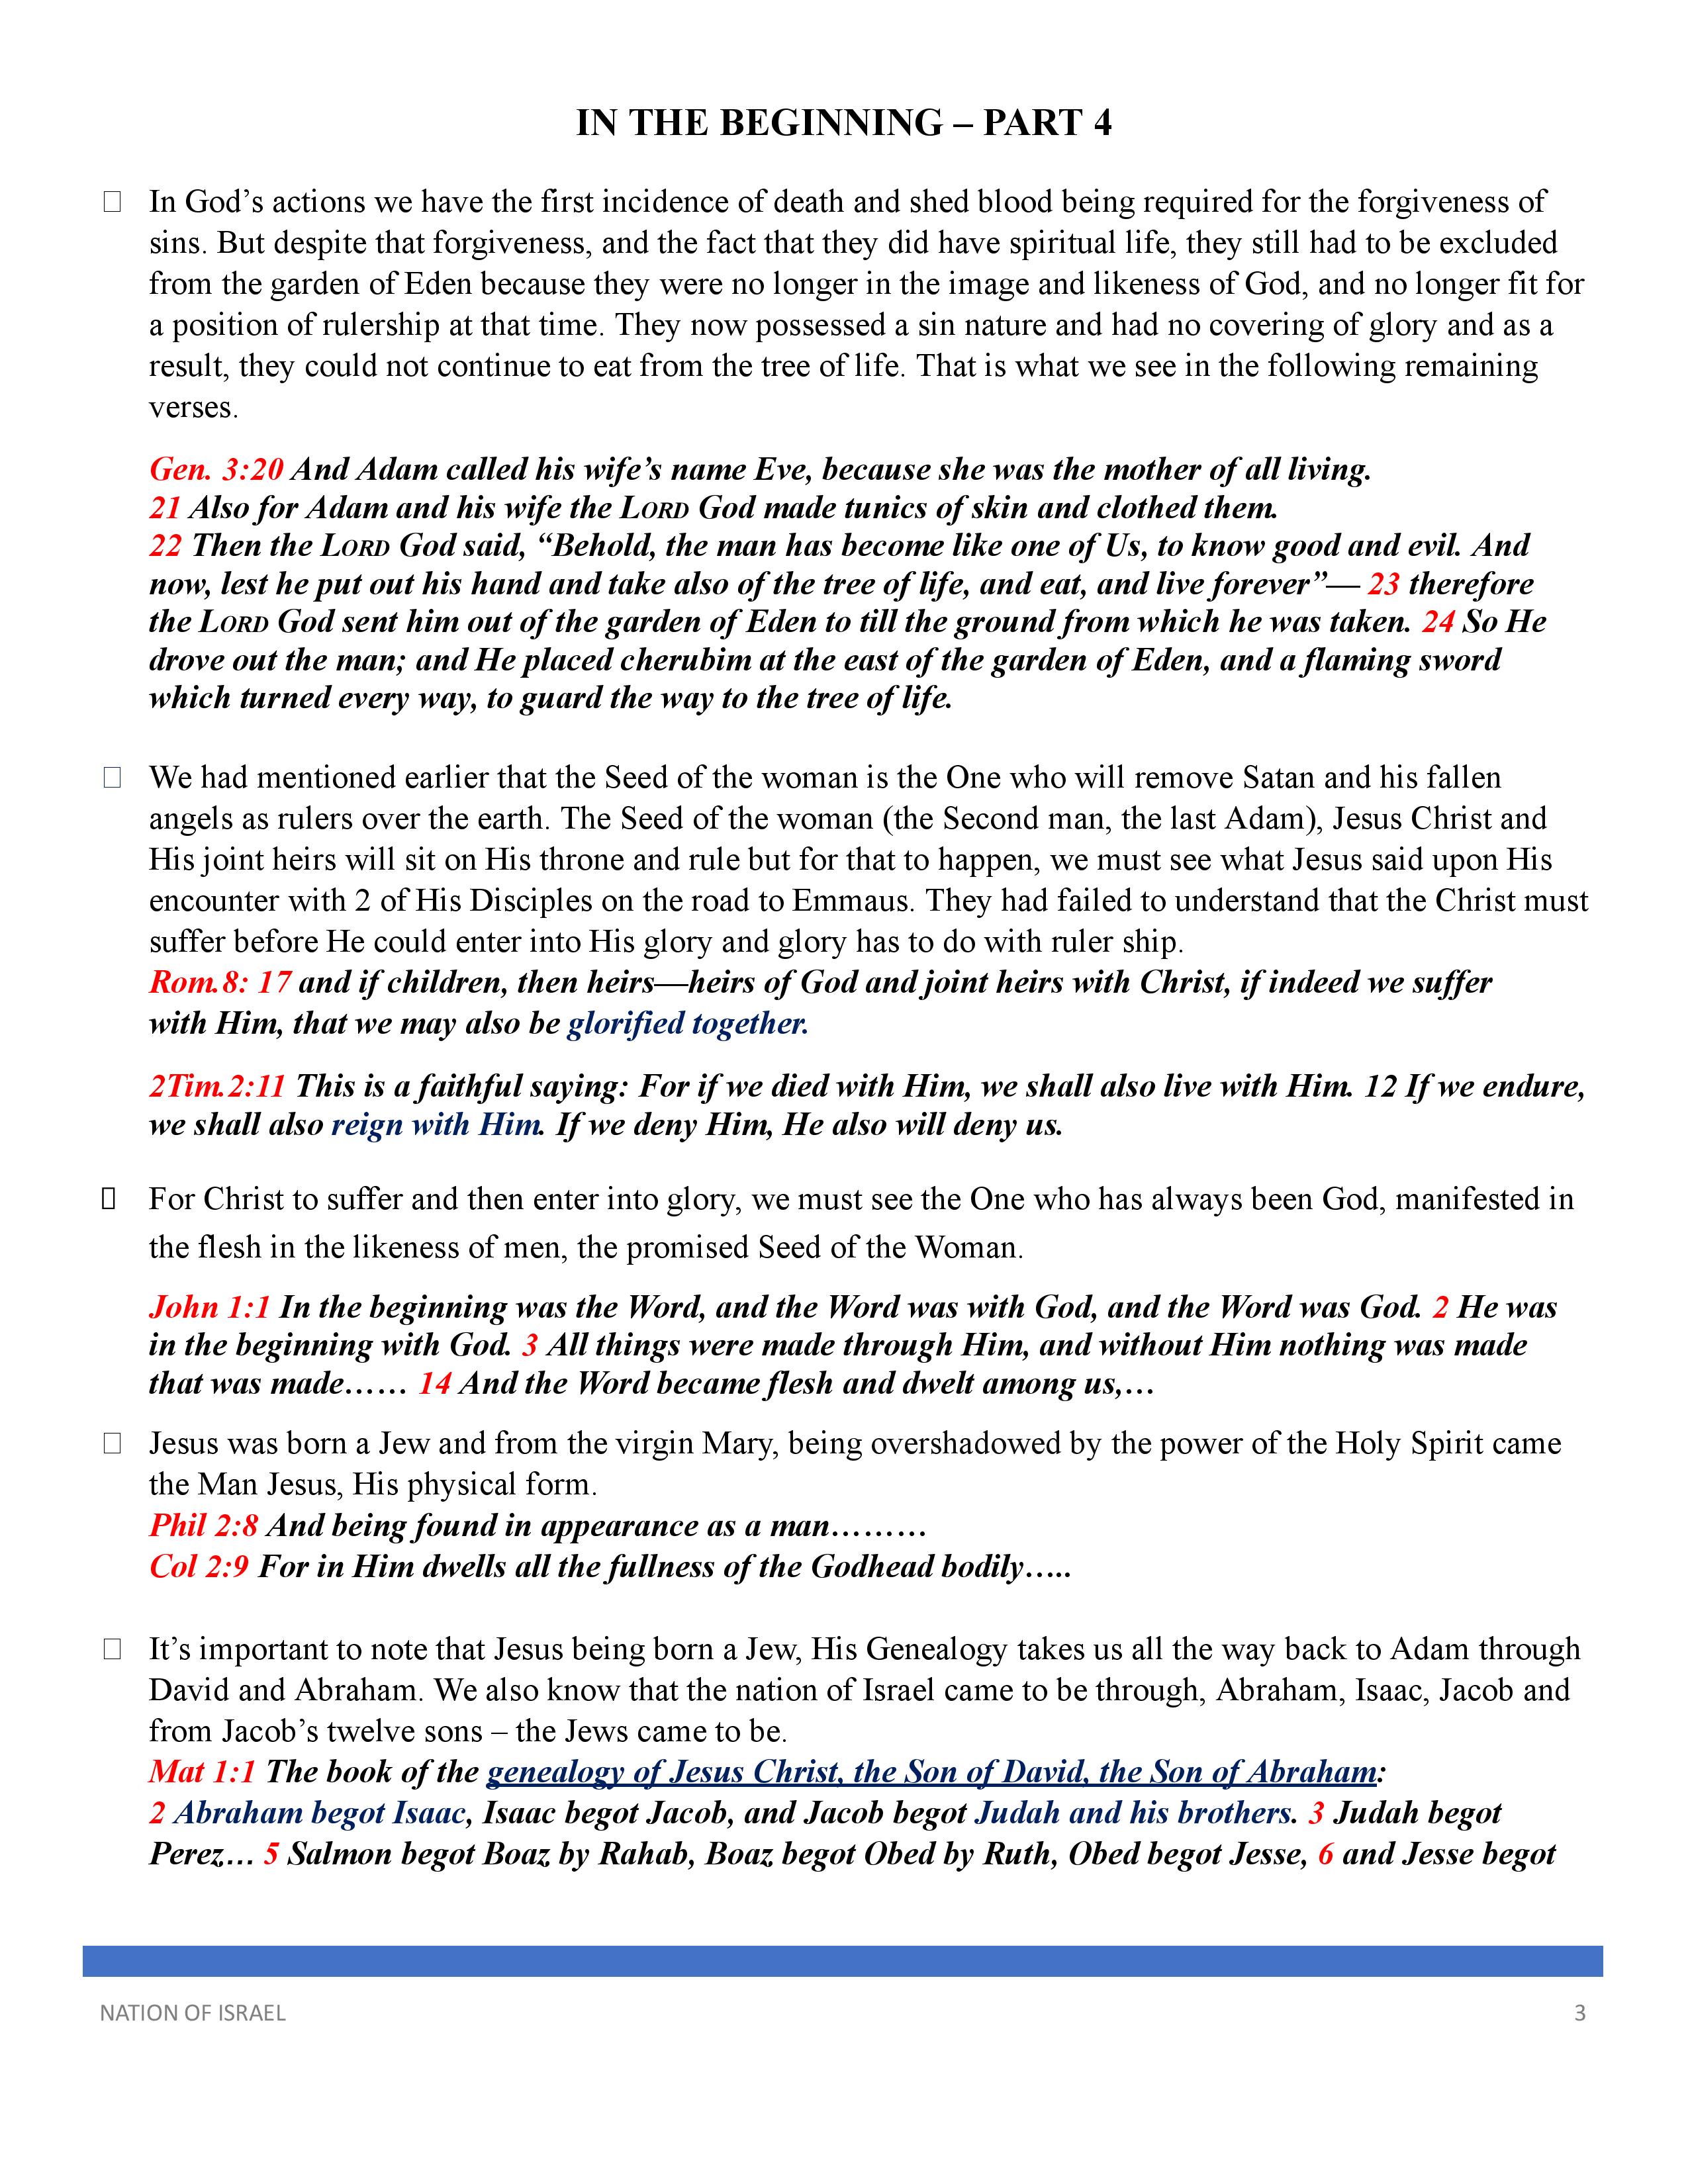 IN THE BEGINNING – PART 4
In God’s actions we have the first incidence of death and shed blood being required for the forgiveness of
sins. But despite that forgiveness, and the fact that they did have spiritual life, they still had to be excluded
from the garden of Eden because they were no longer in the image and likeness of God, and no longer fit for
a position of rulership at that time. They now possessed a sin nature and had no covering of glory and as a
result, they could not continue to eat from the tree of life. That is what we see in the following remaining
verses.
Gen. 3:20 And Adam called his wife’s name Eve, because she was the mother of all living.
21 Also for Adam and his wife the LORD God made tunics of skin and clothed them.
22 Then the LORD God said, “Behold, the man has become like one of Us, to know good and evil. And
now, lest he put out his hand and take also of the tree of life, and eat, and live forever”— 23 therefore
the LORD God sent him out of the garden of Eden to till the ground from which he was taken. 24 So He
drove out the man; and He placed cherubim at the east of the garden of Eden, and a flaming sword
which turned every way, to guard the way to the tree of life.
We had mentioned earlier that the Seed of the woman is the One who will remove Satan and his fallen
angels as rulers over the earth. The Seed of the woman (the Second man, the last Adam), Jesus Christ and
His joint heirs will sit on His throne and rule but for that to happen, we must see what Jesus said upon His
encounter with 2 of His Disciples on the road to Emmaus. They had failed to understand that the Christ must
suffer before He could enter into His glory and glory has to do with ruler ship.
Rom.8: 17 and if children, then heirs—heirs of God and joint heirs with Christ, if indeed we suffer
with Him, that we may also be glorified together.
2Tim.2:11 This is a faithful saying: For if we died with Him, we shall also live with Him. 12 If we endure,
we shall also reign with Him. If we deny Him, He also will deny us.
For Christ to suffer and then enter into glory, we must see the One who has always been God, manifested in
the flesh in the likeness of men, the promised Seed of the Woman.
John 1:1 In the beginning was the Word, and the Word was with God, and the Word was God. 2 He was
in the beginning with God. 3 All things were made through Him, and without Him nothing was made
that was made…… 14 And the Word became flesh and dwelt among us,…
Jesus was born a Jew and from the virgin Mary, being overshadowed by the power of the Holy Spirit came
the Man Jesus, His physical form.
Phil 2:8 And being found in appearance as a man………
Col 2:9 For in Him dwells all the fullness of the Godhead bodily…..
It’s important to note that Jesus being born a Jew, His Genealogy takes us all the way back to Adam through
David and Abraham. We also know that the nation of Israel came to be through, Abraham, Isaac, Jacob and
from Jacob’s twelve sons – the Jews came to be.
Mat 1:1 The book of the genealogy of Jesus Christ, the Son of David, the Son of Abraham:
2 Abraham begot Isaac, Isaac begot Jacob, and Jacob begot Judah and his brothers. 3 Judah begot
Perez… 5 Salmon begot Boaz by Rahab, Boaz begot Obed by Ruth, Obed begot Jesse, 6 and Jesse begot
NATION OF ISRAEL 3